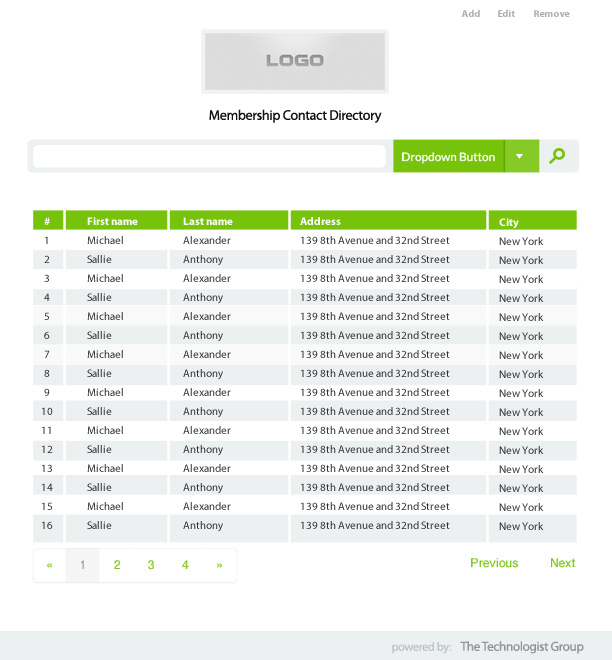 Add Edit Remove
LOGO
Membership Contact Directory
Dropdown Button
# First name Last name Address City
1 Michael Alexander 139 8th Avenue and 32nd Street New York
2 Sallie Anthony 139 8th Avenue and 32nd Street New York
3 Michael Alexander 139 8th Avenue and 32nd Street New York
4 Sallie Anthony 139 8th Avenue and 32nd Street New York
5 Michael Alexander 139 8th Avenue and 32nd Street New York
6 Sallie Anthony 139 8th Avenue and 32nd Street New York
7 Michael Alexander 139 8th Avenue and 32nd Street New York
8 Sallie Anthony 139 8th Avenue and 32nd Street New York
9 Michael Alexander 139 8th Avenue and 32nd Street New York
10 Sallie Anthony 139 8th Avenue and 32nd Street New York
11 Michael Alexander 139 8th Avenue and 32nd Street New York
12 Sallie Anthony 139 8th Avenue and 32nd Street New York
13 Michael Alexander 139 8th Avenue and 32nd Street New York
14 Sallie Anthony 139 8th Avenue and 32nd Street New York
15 Michael Alexander 139 8th Avenue and 32nd Street New York
16 Sallie Anthony 139 8th Avenue and 32nd Street New York
« 1 2 3 4 » Previous Next
powered by: The Technologist Group